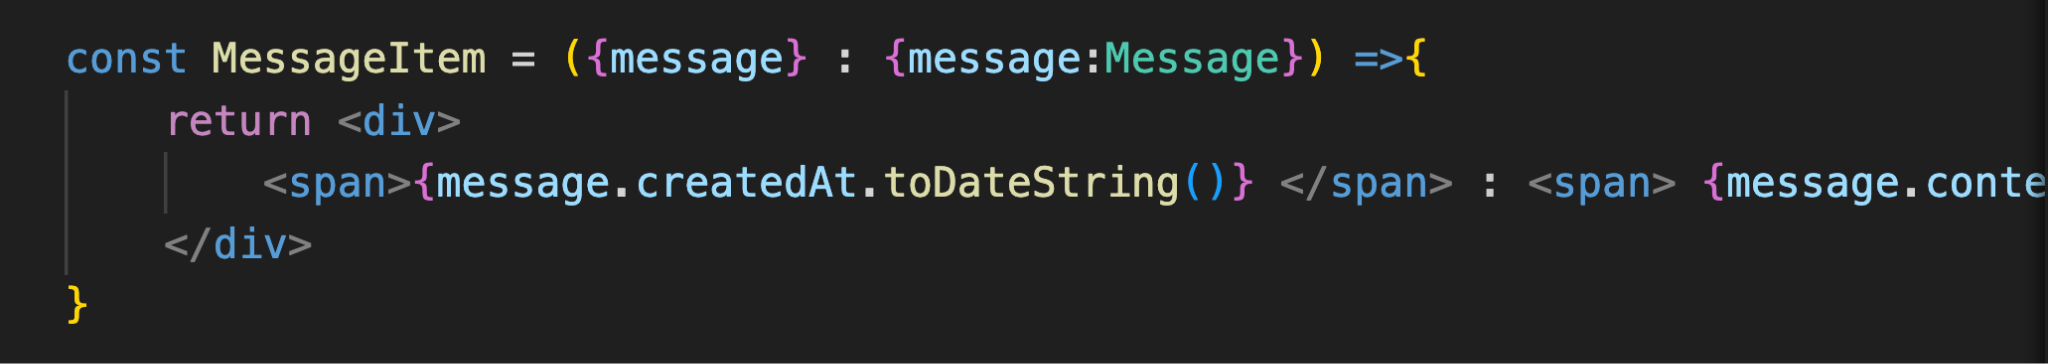 const MessageItem = ({message} : {message:Message}) =>{
return <div>
<span>{message.createdAt.toDateString()} </span> : <span> {message.conte
</div>
}